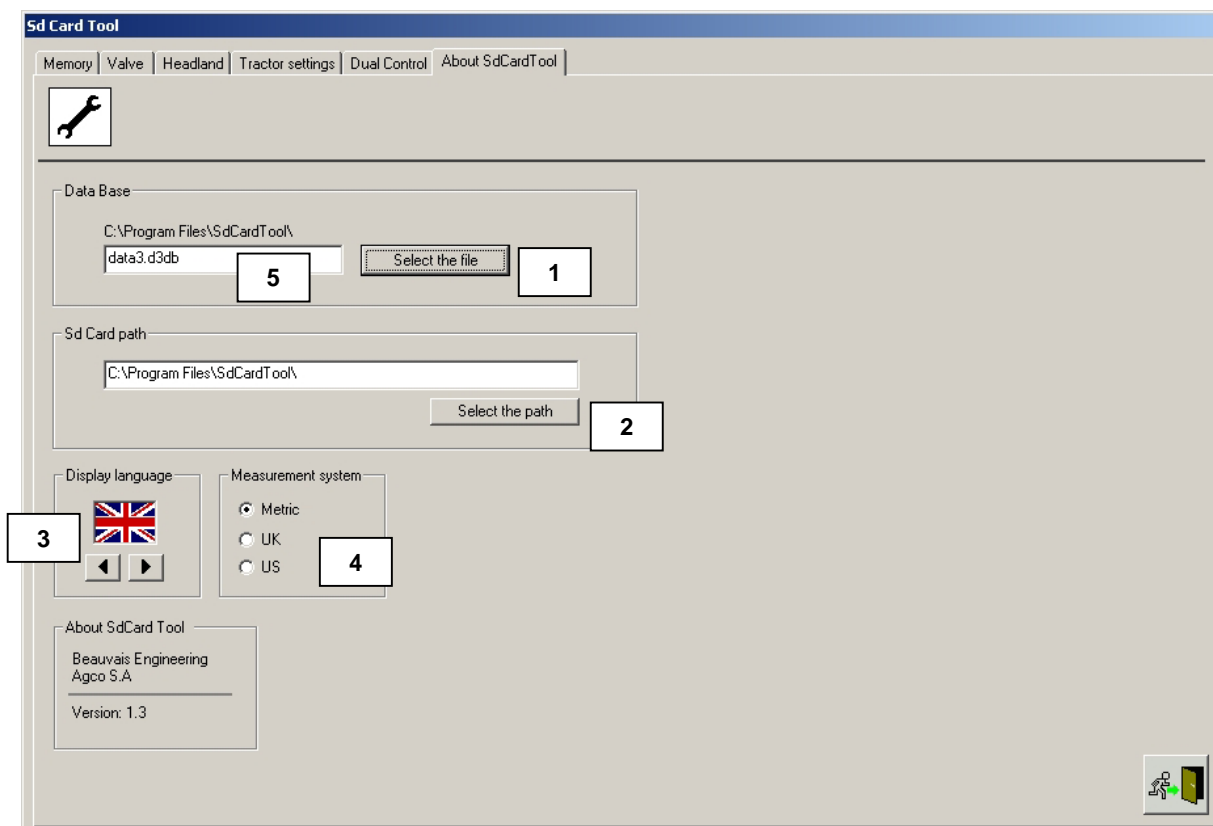 Sd Card Tool
Memory Valve Headland Tractor settings Dual Control About SdCardTool
Data Base
C:\Program Files\SdCardTool\
data3.d3db
Select the file
5
1
Sd Card path
C:\Program Files\SdCardTool\
Select the path
2
Display language
3
Measurement system
Metric
UK
US
4
About SdCard Tool
Beauvais Engineering
Agco S.A
Version: 1.3